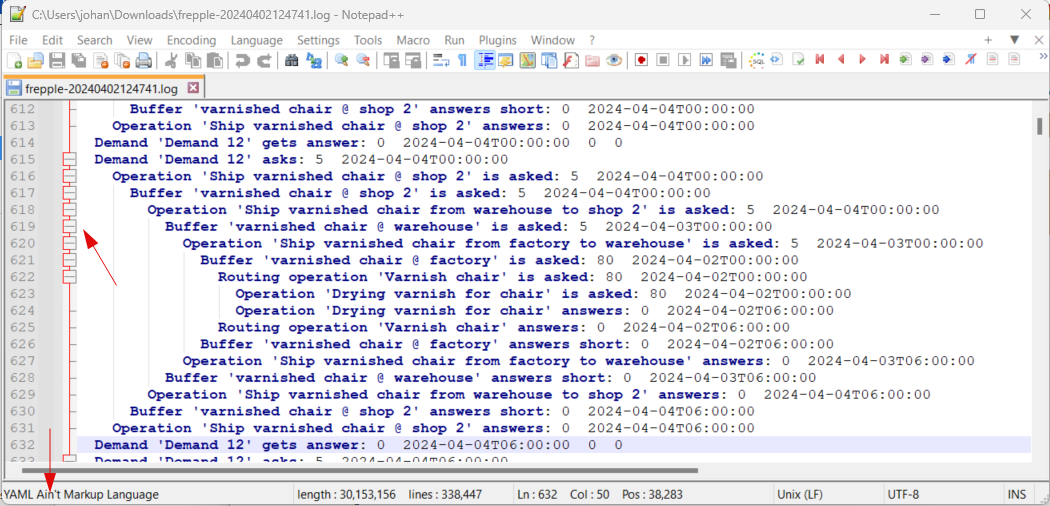 C:\Users\johan\Downloads\frepple-20240402124741.log - Notepad++
File Edit Search View Encoding Language Settings Tools Macro Run Plugins Window ?
frepple-20240402124741.log
612 Buffer 'varnished chair @ shop 2' answers short: 0 2024-04-04T00:00:00
613 Operation 'Ship varnished chair @ shop 2' answers: 0 2024-04-04T00:00:00
614 Demand 'Demand 12' gets answer: 0 2024-04-04T00:00:00 0 0
615 Demand 'Demand 12' asks: 5 2024-04-04T00:00:00
616 Operation 'Ship varnished chair @ shop 2' is asked: 5 2024-04-04T00:00:00
617 Buffer 'varnished chair @ shop 2' is asked: 5 2024-04-04T00:00:00
618 Operation 'Ship varnished chair from warehouse to shop 2' is asked: 5 2024-04-04T00:00:00
619 Buffer 'varnished chair @ warehouse' is asked: 5 2024-04-03T00:00:00
620 Operation 'Ship varnished chair from factory to warehouse' is asked: 5 2024-04-03T00:00:00
621 Buffer 'varnished chair @ factory' is asked: 80 2024-04-02T00:00:00
622 Routing operation 'Varnish chair' is asked: 80 2024-04-02T00:00:00
623 Operation 'Drying varnish for chair' is asked: 80 2024-04-02T00:00:00
624 Operation 'Drying varnish for chair' answers: 0 2024-04-02T06:00:00
625 Routing operation 'Varnish chair' answers: 0 2024-04-02T06:00:00
626 Buffer 'varnished chair @ factory' answers short: 0 2024-04-02T06:00:00
627 Operation 'Ship varnished chair from factory to warehouse' answers: 0 2024-04-03T06:00:00
628 Buffer 'varnished chair @ warehouse' answers short: 0 2024-04-03T06:00:00
629 Operation 'Ship varnished chair from warehouse to shop 2' answers: 0 2024-04-04T06:00:00
630 Buffer 'varnished chair @ shop 2' answers short: 0 2024-04-04T06:00:00
631 Operation 'Ship varnished chair @ shop 2' answers: 0 2024-04-04T06:00:00
632 Demand 'Demand 12' gets answer: 0 2024-04-04T06:00:00 0 0
633 Demand 'Demand 12' asks: 5 2024-04-04T06:00:00
YAML Ain't Markup Language length : 30,153,156 lines : 338,447 Ln : 632 Col : 50 Pos : 38,283 Unix (LF) UTF-8 INS